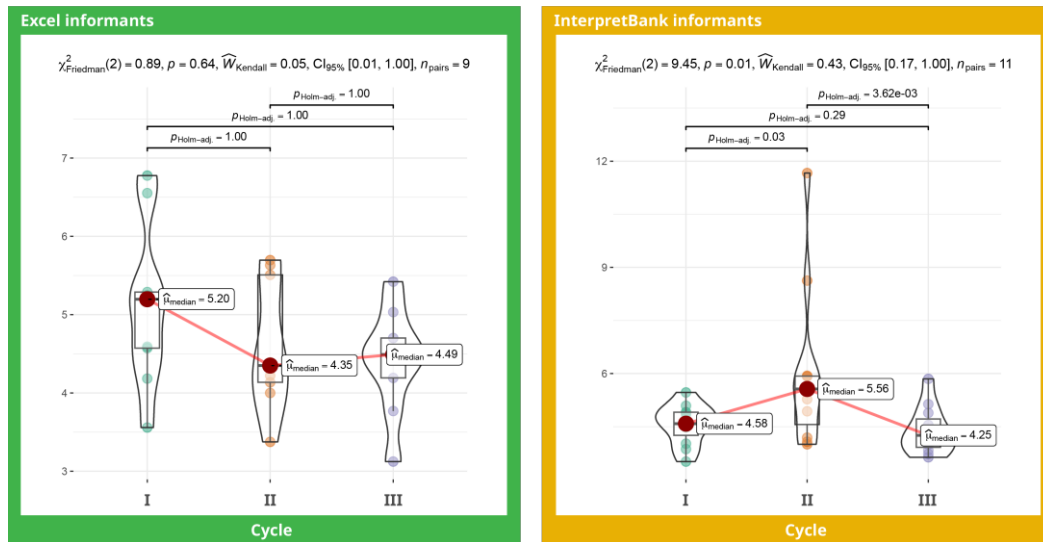 Excel informants
χ²Friedman(2) = 0.89, p = 0.64, ŴKendall = 0.05, CI95% [0.01, 1.00], npairs = 9
pHolm−adj. = 1.00
pHolm−adj. = 1.00
pHolm−adj. = 1.00
7
6
5
4
3
μ̂median = 5.20
μ̂median = 4.35
μ̂median = 4.49
I II III
Cycle
InterpretBank informants
χ²Friedman(2) = 9.45, p = 0.01, ŴKendall = 0.43, CI95% [0.17, 1.00], npairs = 11
pHolm−adj. = 3.62e-03
pHolm−adj. = 0.29
pHolm−adj. = 0.03
12
9
6
μ̂median = 4.58
μ̂median = 5.56
μ̂median = 4.25
I II III
Cycle